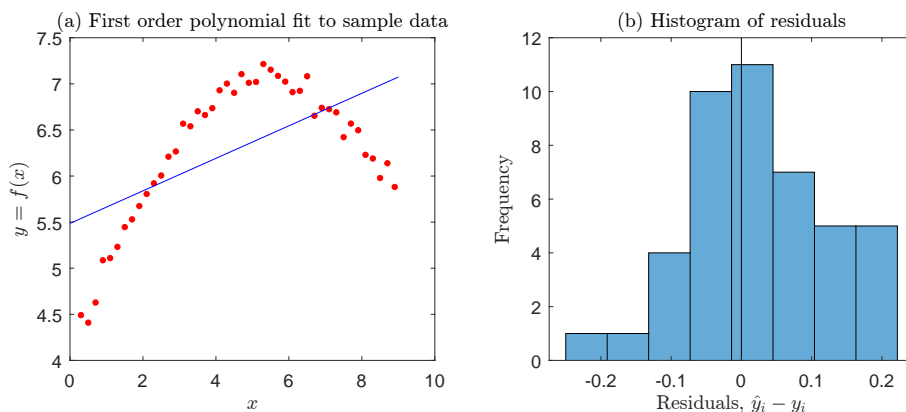 (a) First order polynomial fit to sample data
7.5
7
6.5
6
5.5
5
4.5
4
y = f(x)
0 2 4 6 8 10
x
(b) Histogram of residuals
12
10
8
6
4
2
0
Frequency
-0.2 -0.1 0 0.1 0.2
Residuals, ŷᵢ − yᵢ